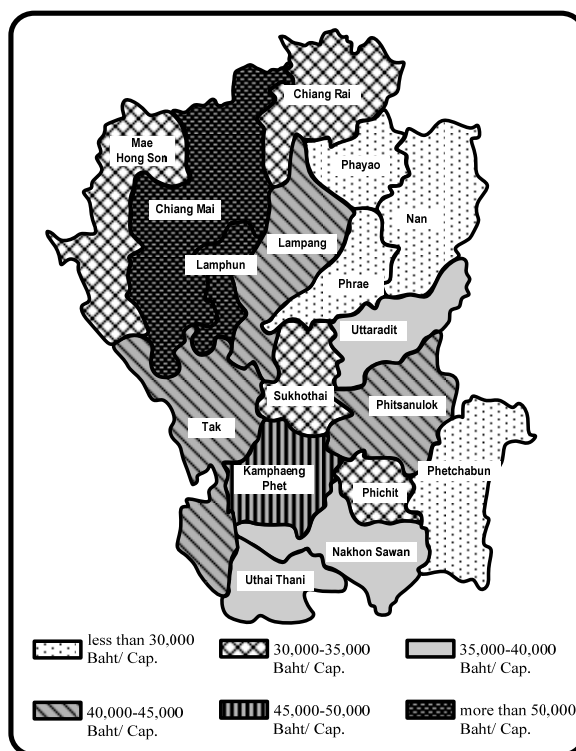 Chiang Rai
Mae
Hong Son
Phayao
Chiang Mai
Nan
Lampang
Lamphun
Phrae
Uttaradit
Sukhothai
Phitsanulok
Tak
Kamphaeng
Phet
Phetchabun
Phichit
Nakhon Sawan
Uthai Thani
less than 30,000
Baht/ Cap.
30,000-35,000
Baht/ Cap.
35,000-40,000
Baht/ Cap.
40,000-45,000
Baht/ Cap.
45,000-50,000
Baht/ Cap.
more than 50,000
Baht/ Cap.